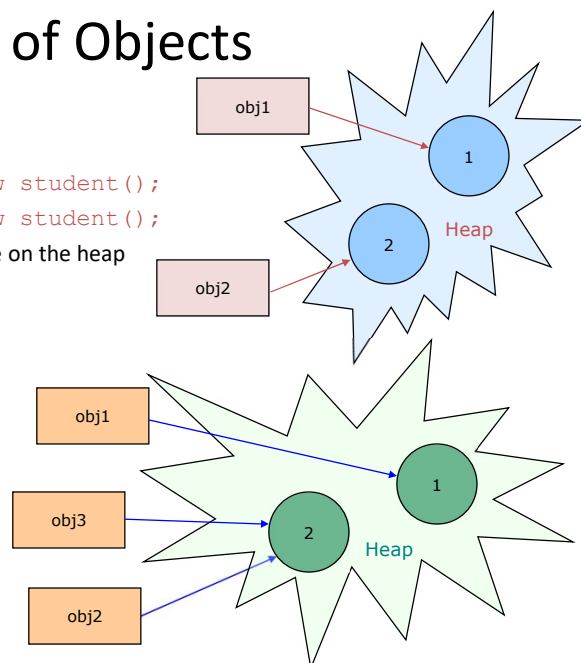 of Objects
obj1
1
w student();
w student();
2
Heap
e on the heap
obj2
obj1
1
obj3
2
Heap
obj2